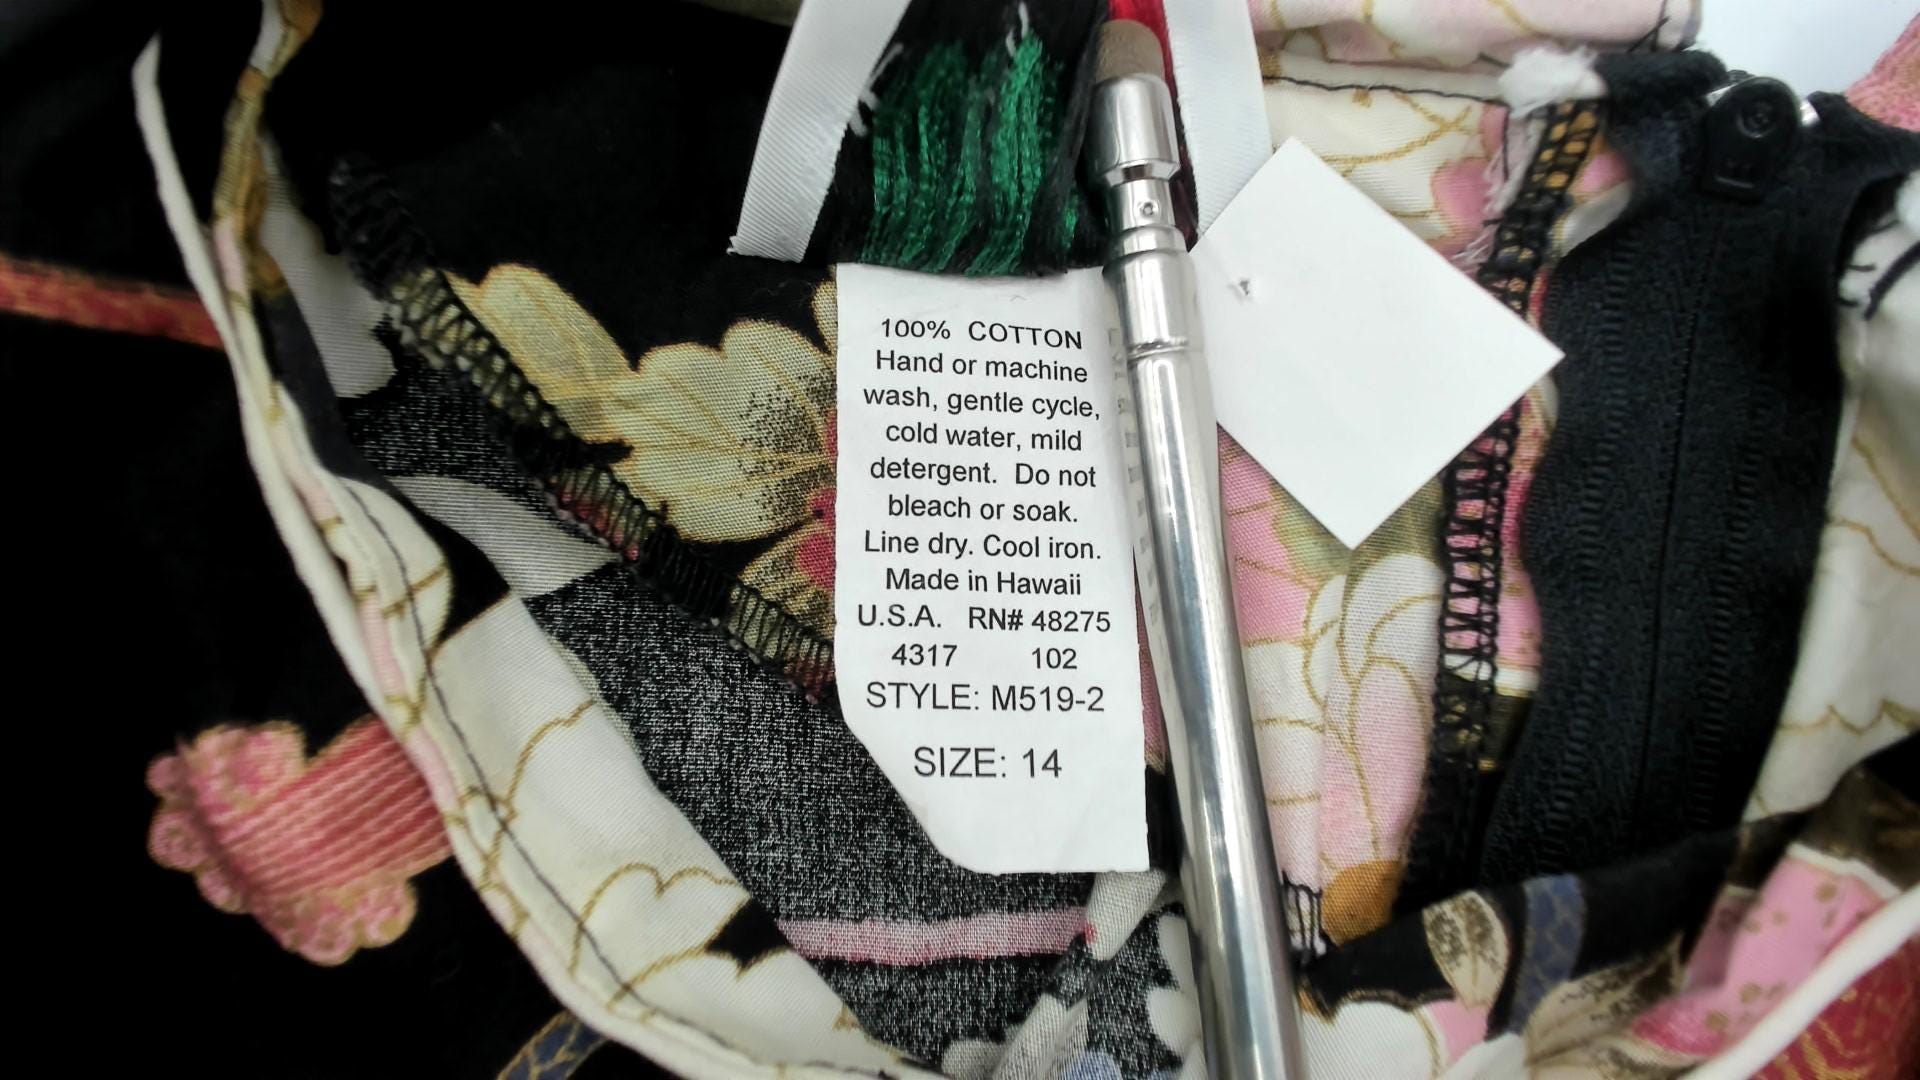 100% COTTON
Hand or machine
wash, gentle cycle,
cold water, mild
detergent. Do not
bleach or soak.
Line dry. Cool iron.
Made in Hawaii
U.S.A. RN# 48275
4317 102
STYLE: M519-2
SIZE: 14